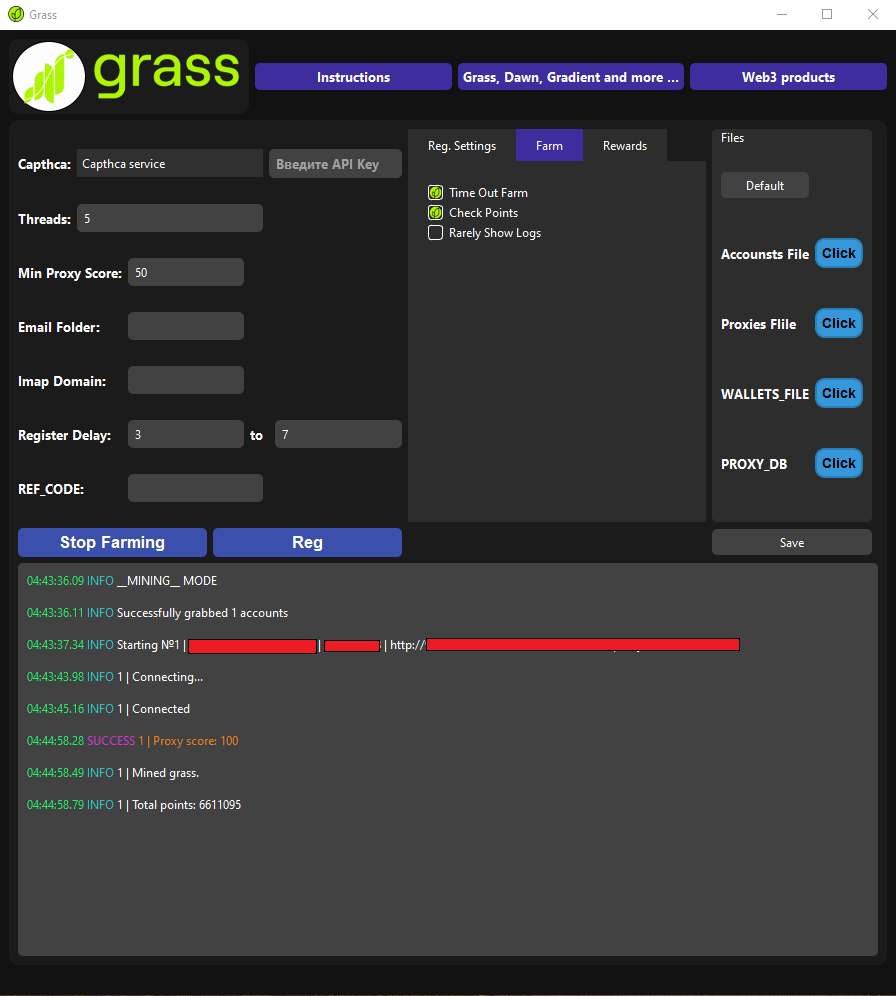 Grass
grass
Instructions
Grass, Dawn, Gradient and more ...
Web3 products
Capthca:
Capthca service
Введите API Key
Threads:
5
Min Proxy Score:
50
Email Folder:
Imap Domain:
Register Delay:
3
to
7
REF_CODE:
Reg. Settings
Farm
Rewards
Time Out Farm
Check Points
Rarely Show Logs
Files
Default
Accounsts File
Click
Proxies Flile
Click
WALLETS_FILE
Click
PROXY_DB
Click
Stop Farming
Reg
Save
04:43:36.09 INFO __MINING__ MODE
04:43:36.11 INFO Successfully grabbed 1 accounts
04:43:37.34 INFO Starting №1 | | | http://
04:43:43.98 INFO 1 | Connecting...
04:43:45.16 INFO 1 | Connected
04:44:58.28 SUCCESS 1 | Proxy score: 100
04:44:58.49 INFO 1 | Mined grass.
04:44:58.79 INFO 1 | Total points: 6611095